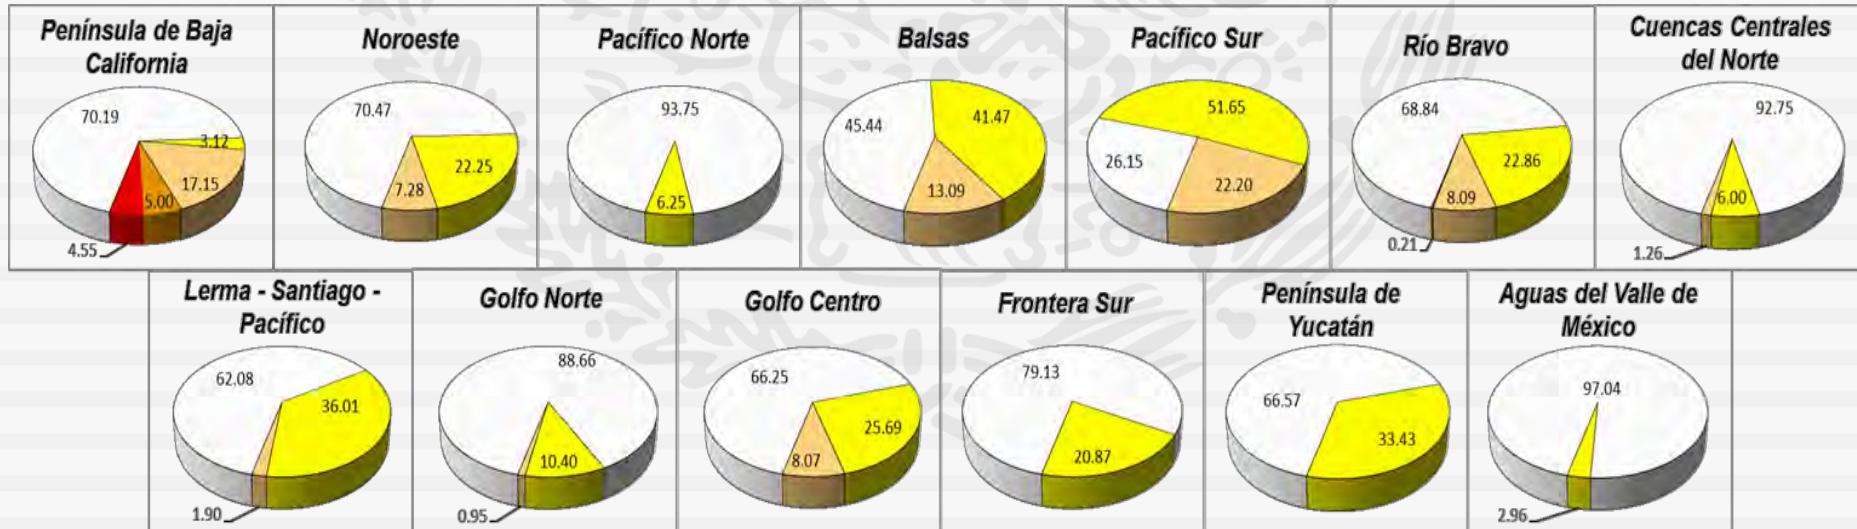 Península de Baja
California
70.19
3.12
17.15
5.00
4.55
Noroeste
70.47
22.25
7.28
Pacífico Norte
93.75
6.25
Balsas
45.44
41.47
13.09
Pacífico Sur
51.65
26.15
22.20
Río Bravo
68.84
22.86
8.09
0.21
Cuencas Centrales
del Norte
92.75
6.00
1.26
Lerma - Santiago -
Pacífico
62.08
36.01
1.90
Golfo Norte
88.66
10.40
0.95
Golfo Centro
66.25
25.69
8.07
Frontera Sur
79.13
20.87
Península de
Yucatán
66.57
33.43
Aguas del Valle de
México
97.04
2.96